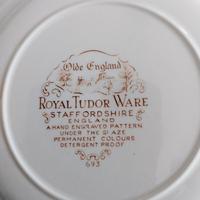 Olde England
ROYAL TUDOR WARE
STAFFORDSHIRE
ENGLAND
A HAND ENGRAVED PATTERN
UNDER THE GLAZE
PERMANENT COLOURS
DETERGENT PROOF
693